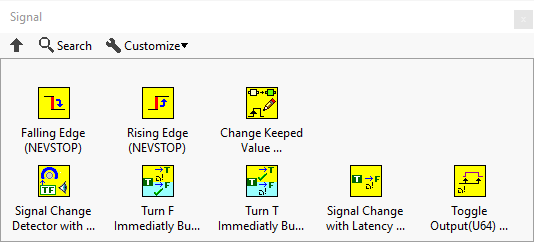 Signal
Search Customize
Falling Edge (NEVSTOP)
Rising Edge (NEVSTOP)
Change Keeped Value ...
TF
T F
T F
T F
Signal Change Detector with ...
Turn F Immediatly Bu...
Turn T Immediatly Bu...
Signal Change with Latency ...
Toggle Output(U64) ...